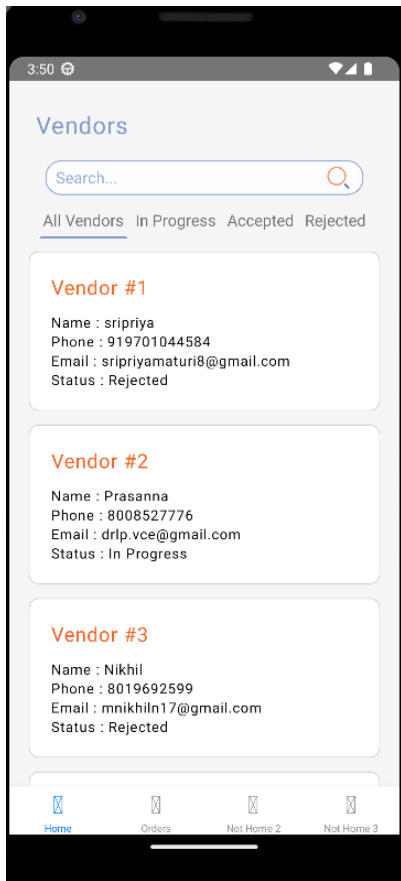 3:50
Vendors
Search...
All Vendors In Progress Accepted Rejected
Vendor #1
Name : sripriya
Phone : 919701044584
Email : sripriyamaturi8@gmail.com
Status : Rejected
Vendor #2
Name : Prasanna
Phone : 8008527776
Email : drlp.vce@gmail.com
Status : In Progress
Vendor #3
Name : Nikhil
Phone : 8019692599
Email : mnikhiln17@gmail.com
Status : Rejected
Home Orders Not Home 2 Not Home 3